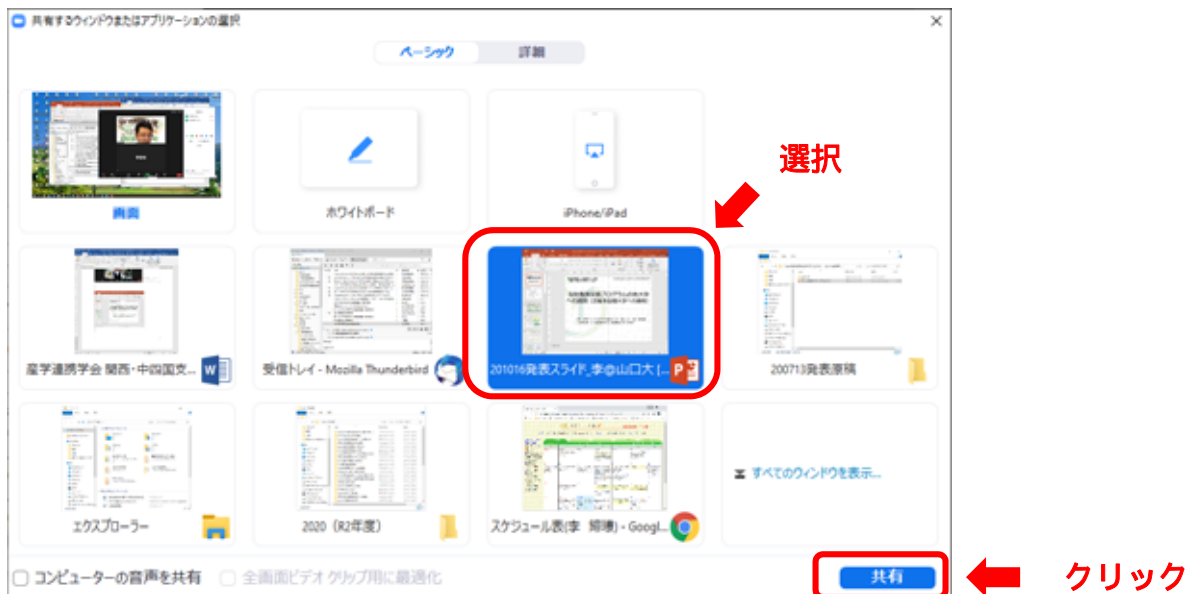 共有するウィンドウまたはアプリケーションの選択
ベーシック
詳細
画面
ホワイトボード
iPhone/iPad
選択
産学連携学会 関西・中四国支...
受信トレイ - Mozilla Thunderbird
201016発表スライド_李@山口大 [...
200713発表原稿
エクスプローラー
2020（R2年度）
スケジュール表(李 - Googl...
すべてのウィンドウを表示...
コンピューターの音声を共有
全画面ビデオ クリップ用に最適化
共有
クリック